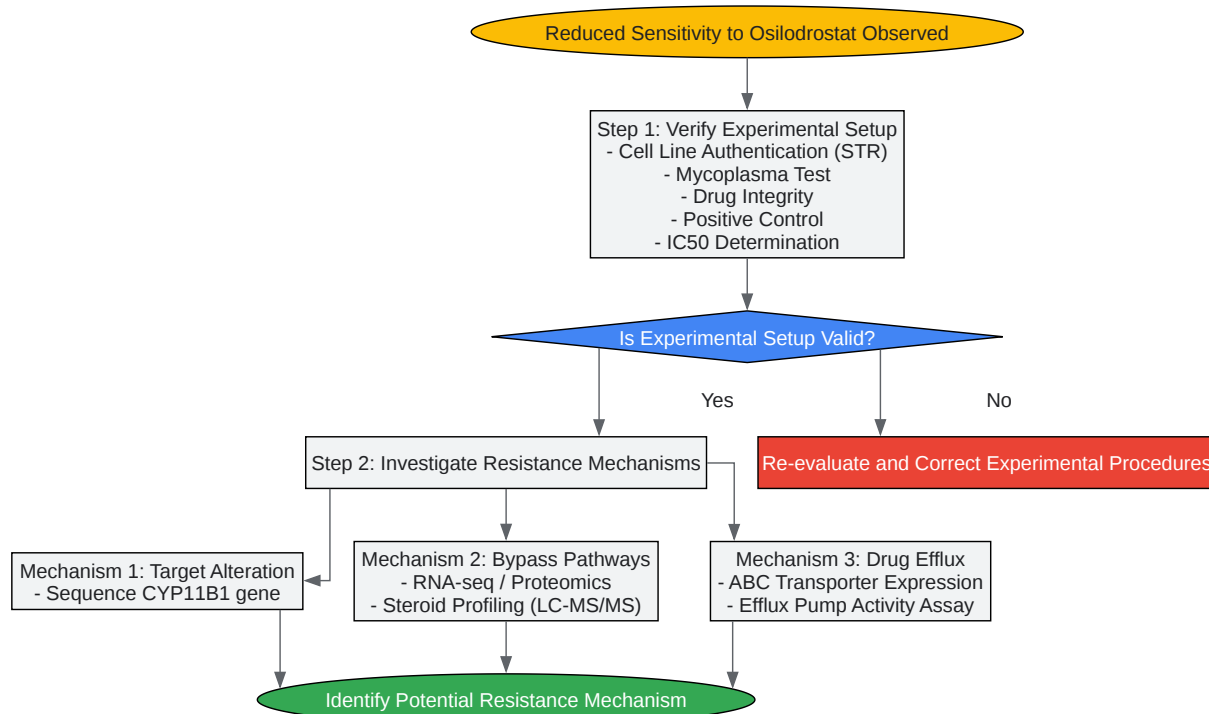 Reduced Sensitivity to Osilodrostat Observed
Step 1: Verify Experimental Setup
- Cell Line Authentication (STR)
- Mycoplasma Test
- Drug Integrity
- Positive Control
- IC50 Determination
Is Experimental Setup Valid?
Yes
No
Step 2: Investigate Resistance Mechanisms
Re-evaluate and Correct Experimental Procedures
Mechanism 1: Target Alteration
- Sequence CYP11B1 gene
Mechanism 2: Bypass Pathways
- RNA-seq / Proteomics
- Steroid Profiling (LC-MS/MS)
Mechanism 3: Drug Efflux
- ABC Transporter Expression
- Efflux Pump Activity Assay
Identify Potential Resistance Mechanism